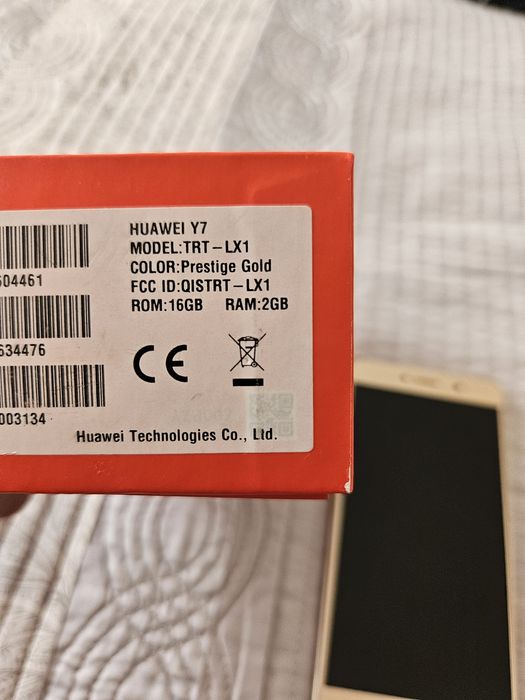 HUAWEI Y7
MODEL:TRT-LX1
COLOR:Prestige Gold
604461
FCC ID:QISTRT-LX1
ROM:16GB RAM:2GB
634476
CE
003134
Huawei Technologies Co., Ltd.